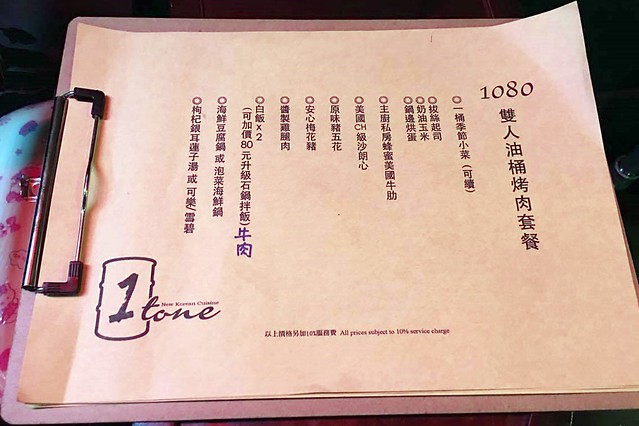 1080
雙人油桶烤肉套餐
◎一桶季節小菜（可續）
◎拔絲起司
◎奶油玉米
◎鍋邊烘蛋
◎主廚私房蜂蜜美國牛肋
◎美國CH級沙朗心
◎原味豬五花
◎安心梅花豬
◎醬製雞腿肉
◎白飯x2
(可加價80元升級石鍋拌飯)牛肉
◎海鮮豆腐鍋 或 泡菜海鮮鍋
◎枸杞銀耳蓮子湯 或 可樂/雪碧
1tone
New Korean Cuisine
以上價格另加10%服務費 All prices subject to 10% service charge